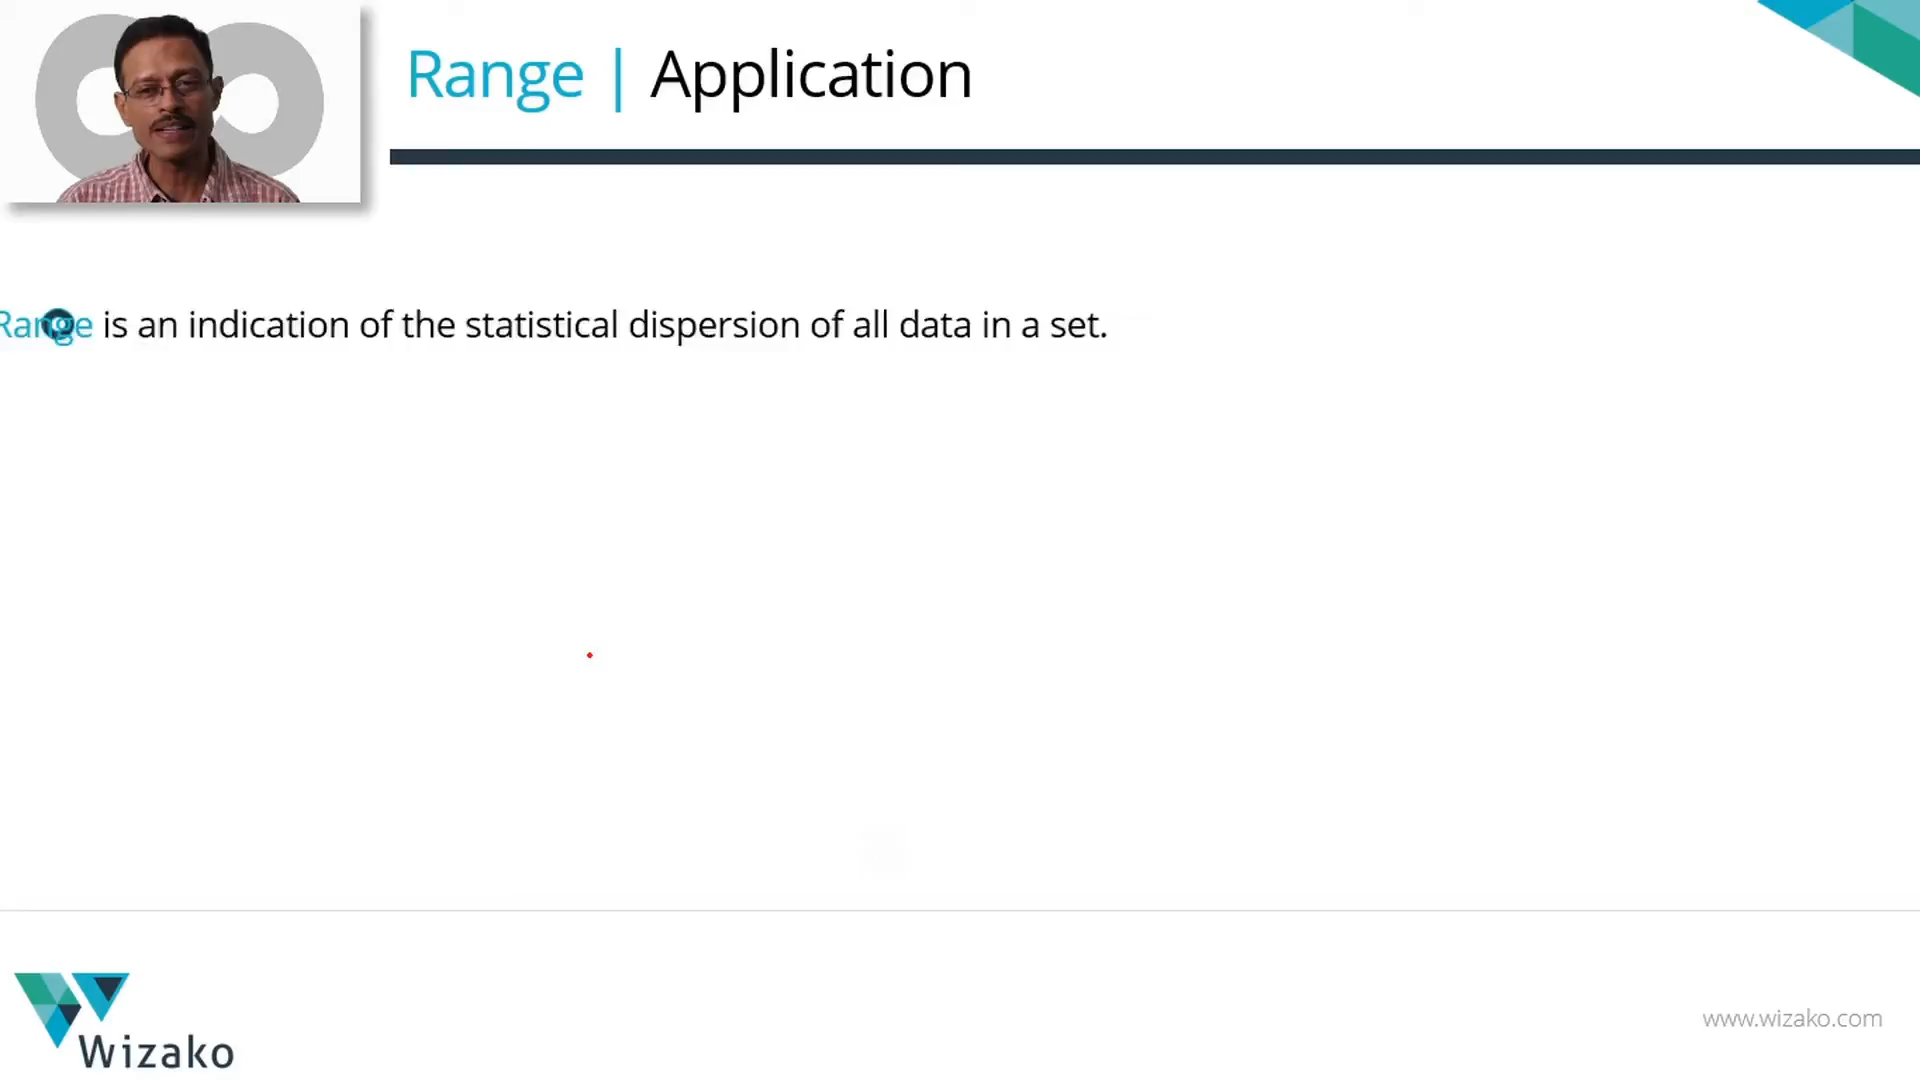 Range | Application
Range is an indication of the statistical dispersion of all data in a set.
Wizako
www.wizako.com